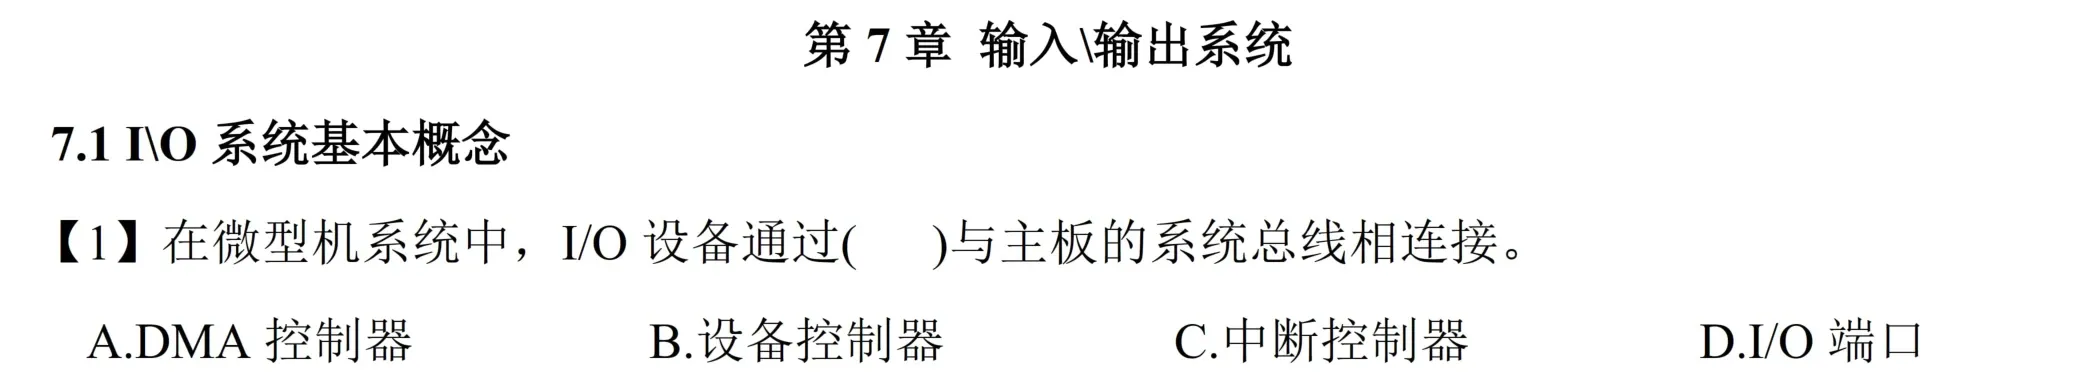 第 7 章 输入\输出系统
7.1 I\O 系统基本概念
【1】在微型机系统中，I/O 设备通过(      )与主板的系统总线相连接。
A.DMA 控制器 B.设备控制器 C.中断控制器 D.I/O 端口